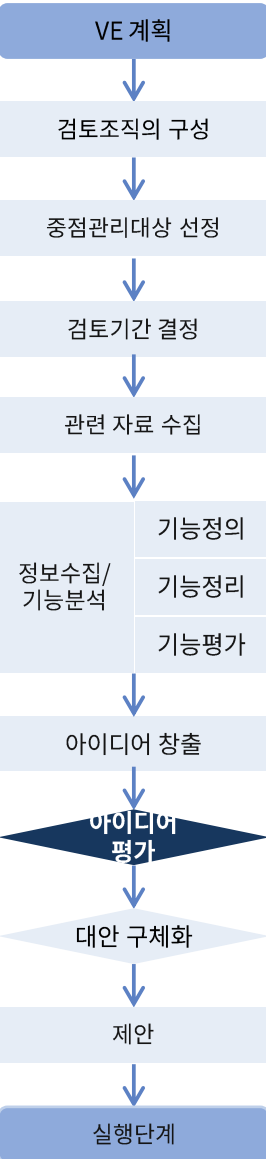 VE 계획
검토조직의 구성
중점관리대상 선정
검토기간 결정
관련 자료 수집
정보수집/
기능분석
기능정의
기능정리
기능평가
아이디어 창출
아이디어
평가
대안 구체화
제안
실행단계